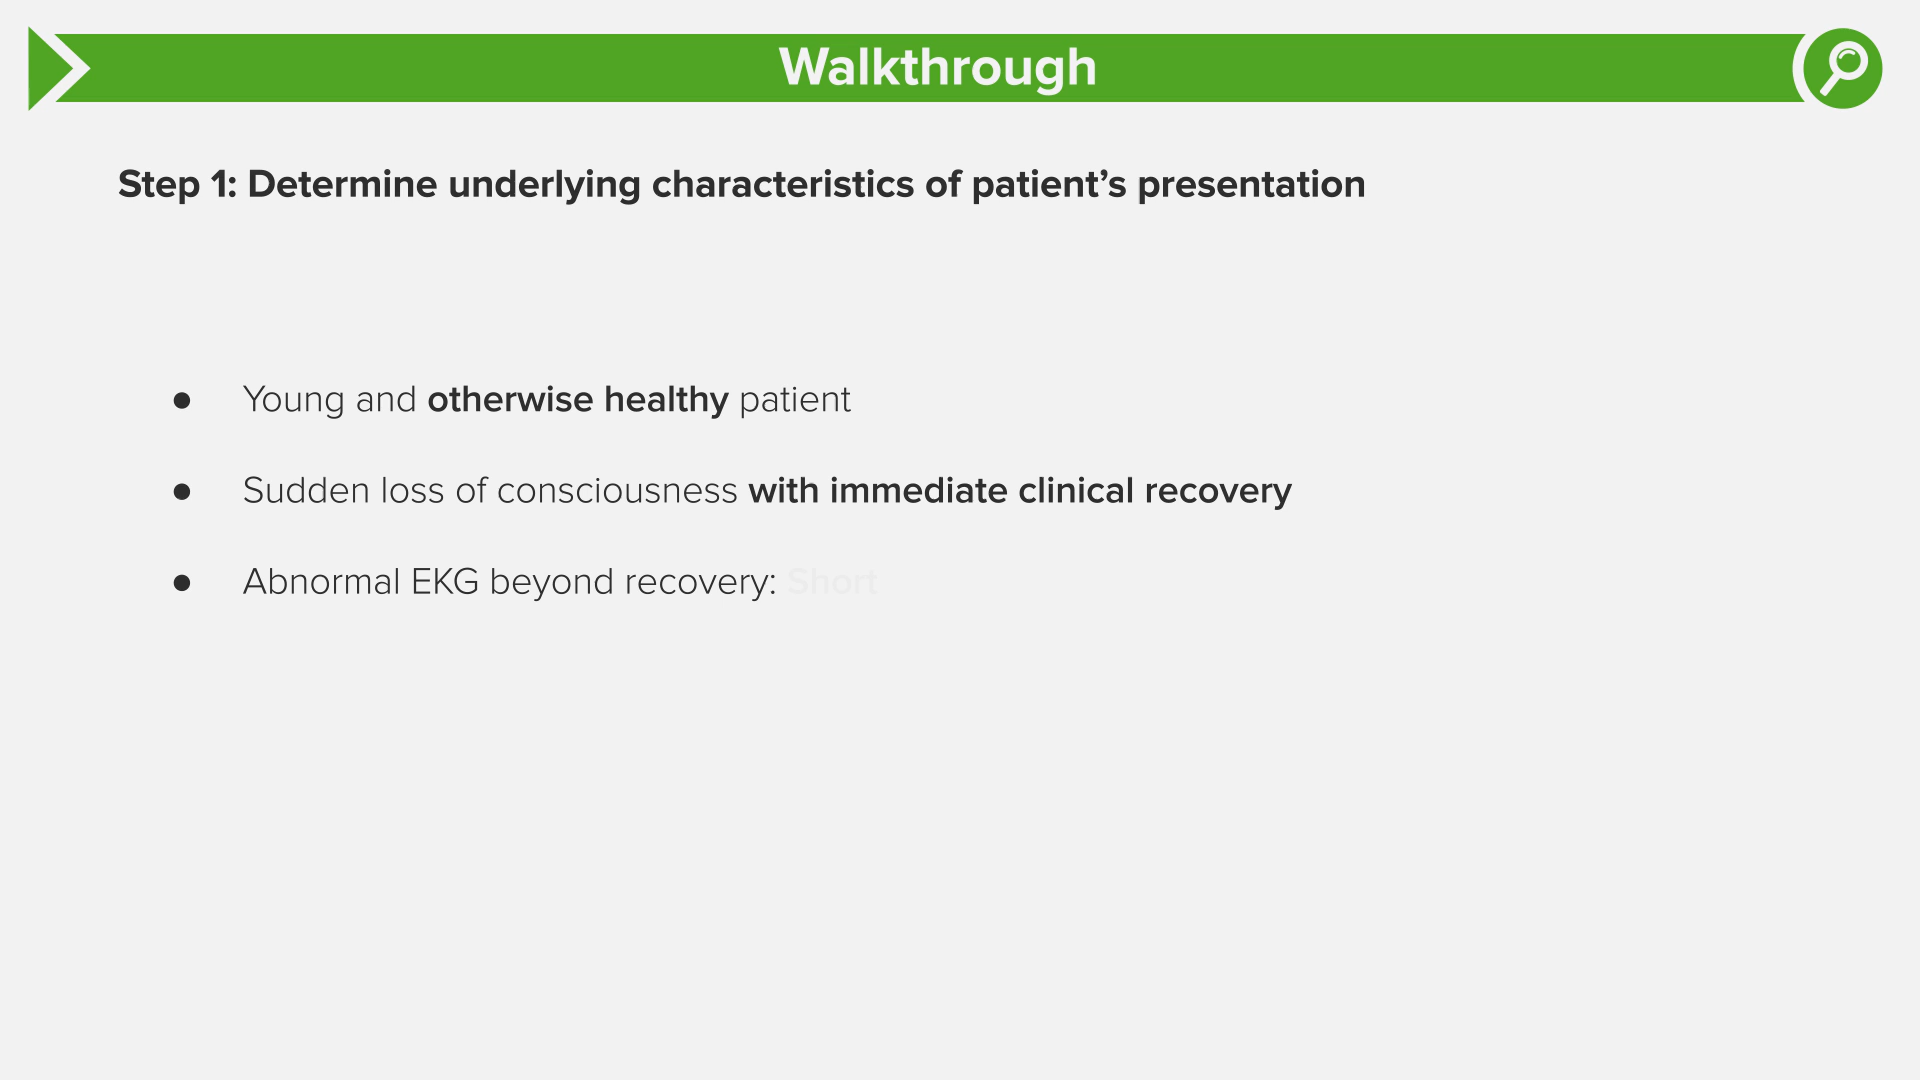 Walkthrough
Step 1: Determine underlying characteristics of patient’s presentation
● Young and otherwise healthy patient
● Sudden loss of consciousness with immediate clinical recovery
● Abnormal EKG beyond recovery: Short